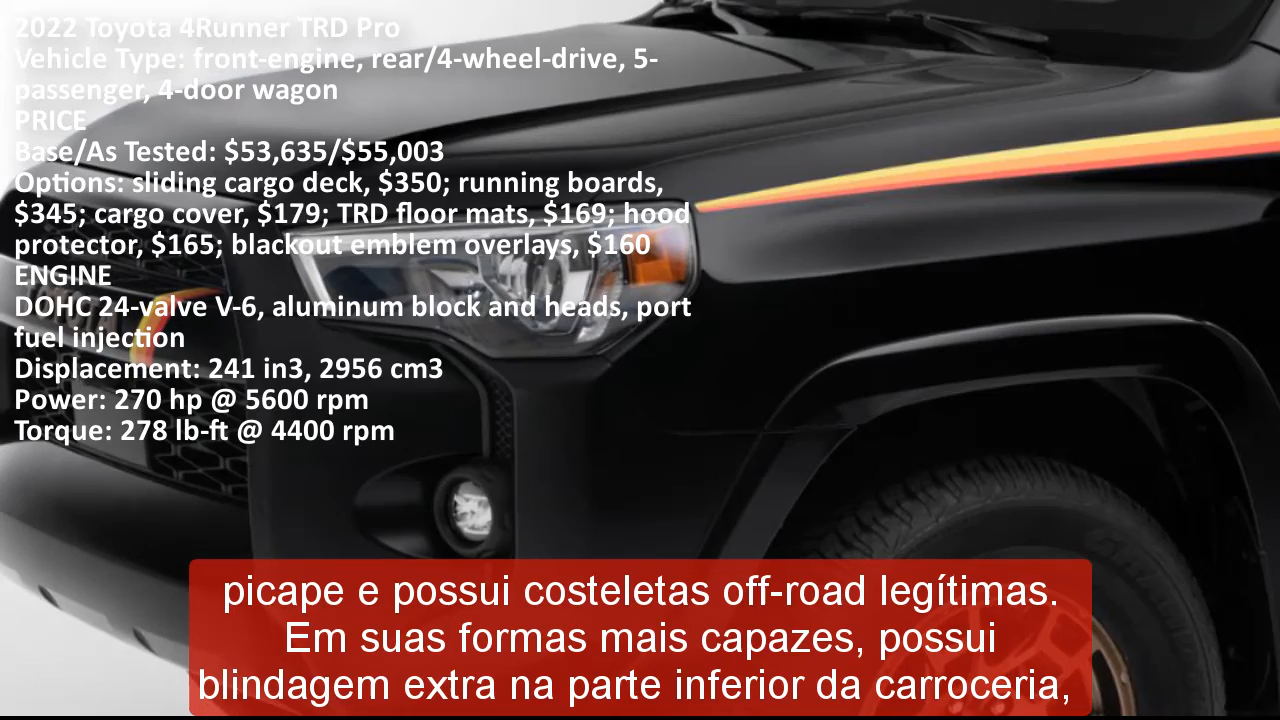 2022 Toyota 4Runner TRD Pro
Vehicle Type: front-engine, rear/4-wheel-drive, 5-
passenger, 4-door wagon
PRICE
Base/As Tested: $53,635/$55,003
Options: sliding cargo deck, $350; running boards,
$345; cargo cover, $179; TRD floor mats, $169; hood
protector, $165; blackout emblem overlays, $160
ENGINE
DOHC 24-valve V-6, aluminum block and heads, port
fuel injection
Displacement: 241 in3, 2956 cm3
Power: 270 hp @ 5600 rpm
Torque: 278 lb-ft @ 4400 rpm
picape e possui costeletas off-road legítimas.
Em suas formas mais capazes, possui
blindagem extra na parte inferior da carroceria,